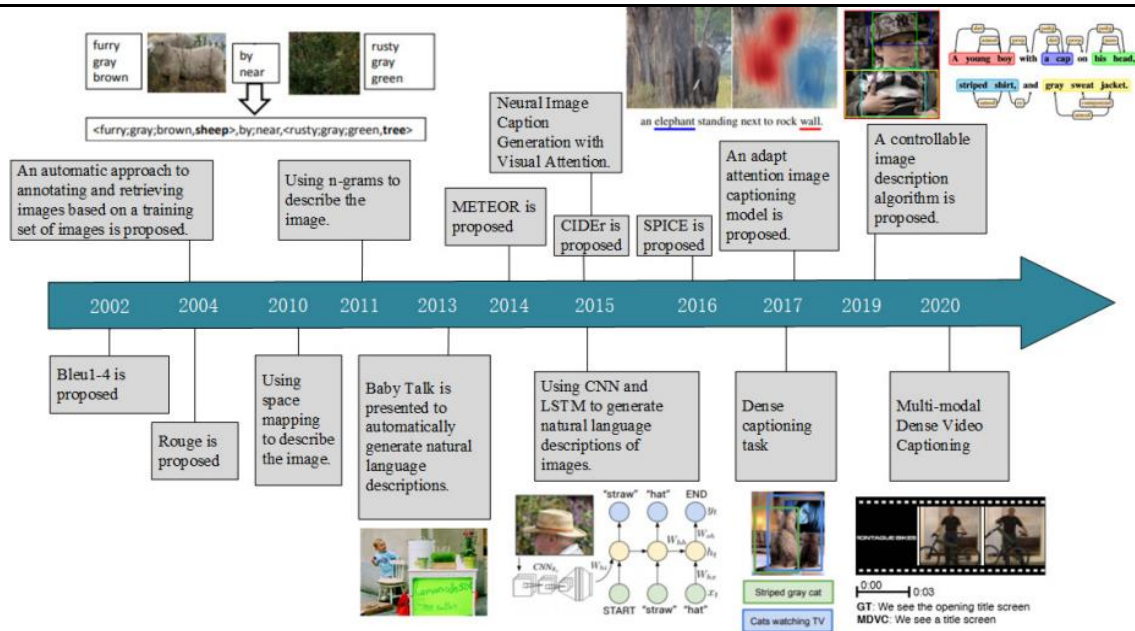 furry
gray
brown
by
near
rusty
gray
green
<furry;gray;brown,sheep>,by;near,<rusty;gray;green,tree>
an elephant standing next to rock wall.
A young boy with a cap on his head,
striped shirt, and gray sweat jacket.
An automatic approach to
annotating and retrieving
images based on a training
set of images is proposed.
Using n-grams to
describe the
image.
METEOR is
proposed
Neural Image
Caption
Generation with
Visual Attention.
CIDEr is
proposed
SPICE is
proposed
An adapt
attention image
captioning
model is
proposed.
A controllable
image
description
algorithm is
proposed.
2002 2004 2010 2011 2013 2014 2015 2016 2017 2019 2020
Bleu1-4 is
proposed
Rouge is
proposed
Using
space
mapping
to describe
the image.
Baby Talk is
presented to
automatically
generate natural
language
descriptions.
Using CNN and
LSTM to generate
natural language
descriptions of
images.
Dense
captioning
task
Multi-modal
Dense Video
Captioning
"straw" "hat" END
START "straw" "hat"
Striped gray cat
Cats watching TV
MONTAGUE BIKES
0:00
0:03
GT: We see the opening title screen
MDVC: We see a title screen